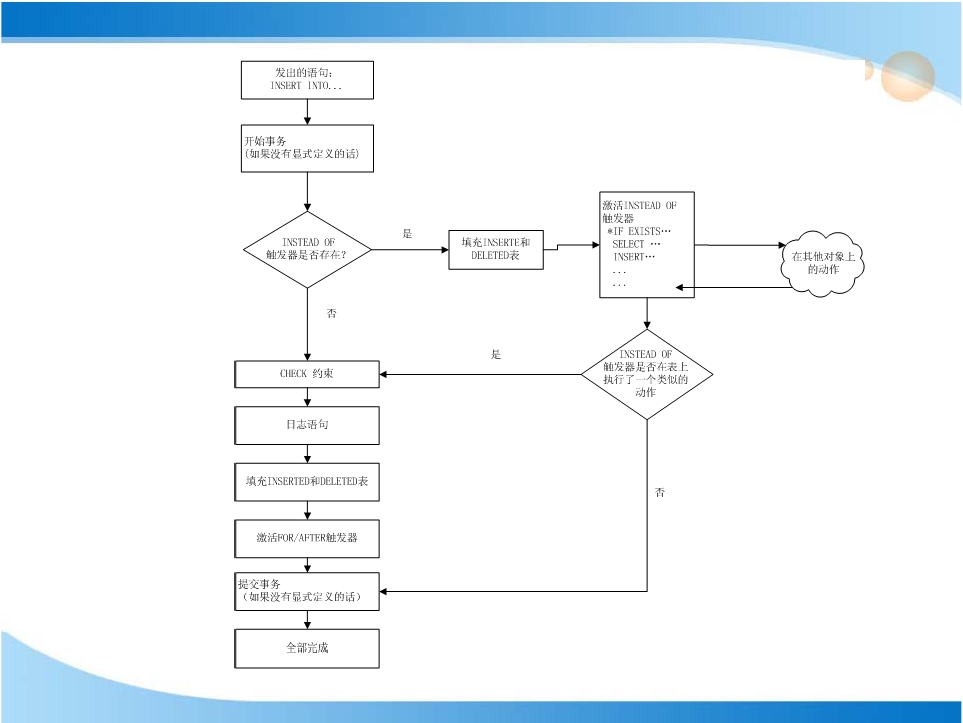 发出的语句：
INSERT INTO...
开始事务
(如果没有显式定义的话)
INSTEAD OF
触发器是否存在？
是
填充INSERTE和
DELETED表
激活INSTEAD OF
触发器
*IF EXISTS…
SELECT …
INSERT…
...
...
在其他对象上
的动作
否
INSTEAD OF
触发器是否在表上
执行了一个类似的
动作
是
CHECK 约束
日志语句
填充INSERTED和DELETED表
否
激活FOR/AFTER触发器
提交事务
（如果没有显式定义的话）
全部完成